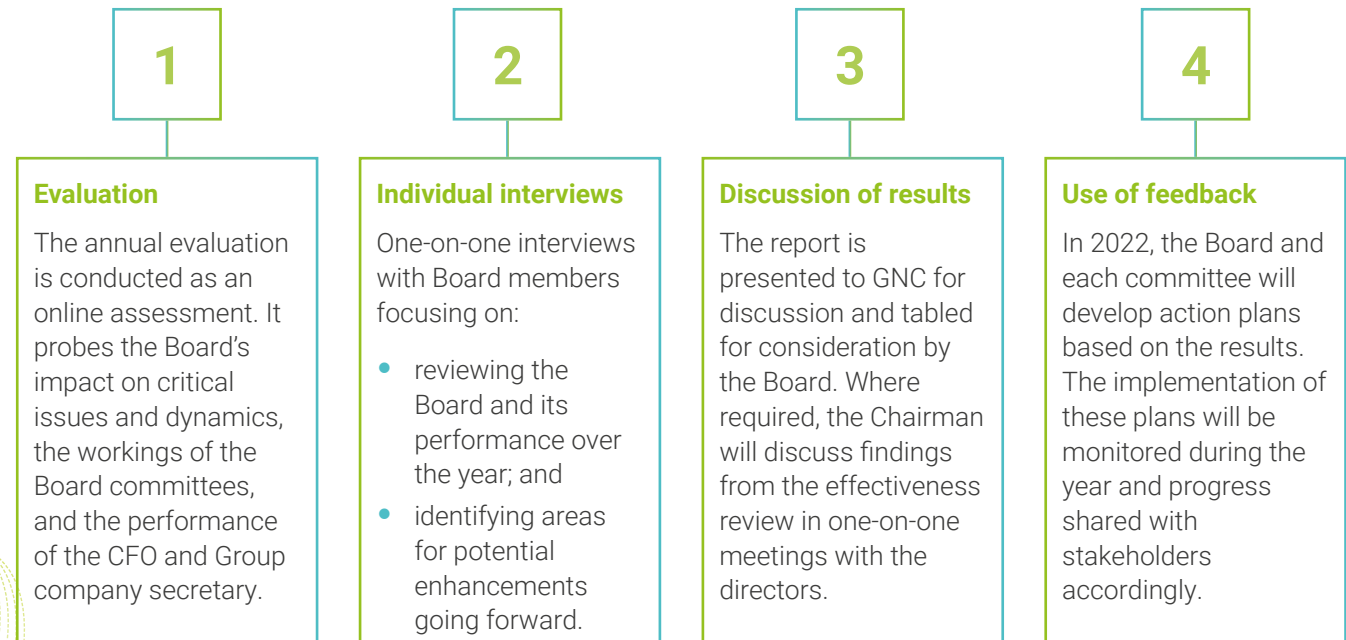 1
Evaluation
The annual evaluation
is conducted as an
online assessment. It
probes the Board's
impact on critical
issues and dynamics,
the workings of the
Board committees,
and the performance
of the CFO and Group
company secretary.
2
Individual interviews
One-on-one interviews
with Board members
focusing on:
• reviewing the
Board and its
performance over
the year; and
• identifying areas
for potential
enhancements
going forward.
3
Discussion of results
The report is
presented to GNC for
discussion and tabled
for consideration by
the Board. Where
required, the Chairman
will discuss findings
from the effectiveness
review in one-on-one
meetings with the
directors.
4
Use of feedback
In 2022, the Board and
each committee will
develop action plans
based on the results.
The implementation of
these plans will be
monitored during the
year and progress
shared with
stakeholders
accordingly.